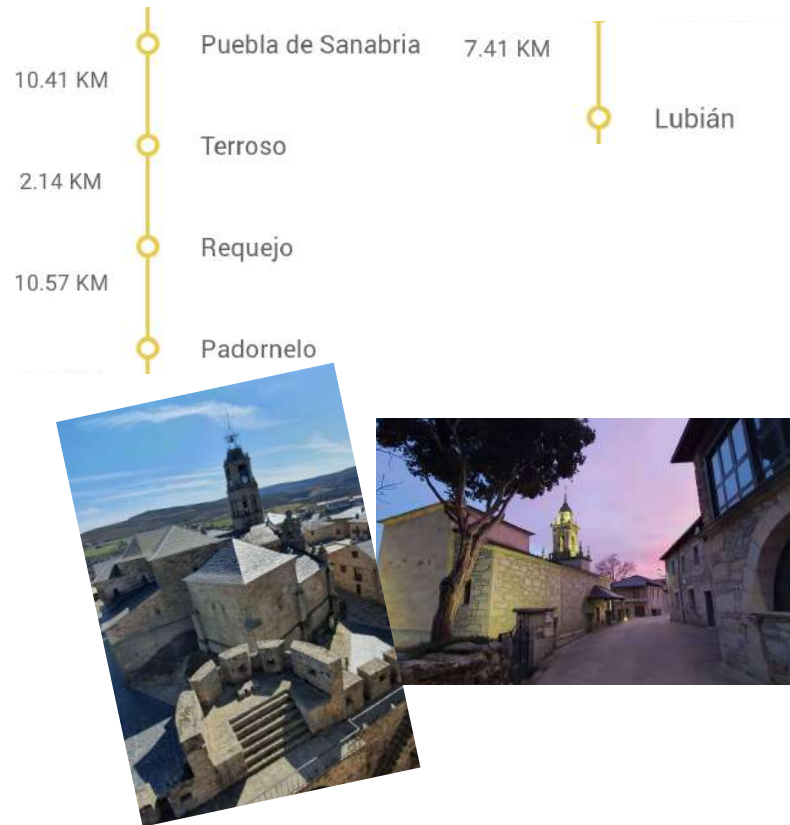 Puebla de Sanabria
10.41 KM
Terroso
2.14 KM
Requejo
10.57 KM
Padornelo
7.41 KM
Lubián